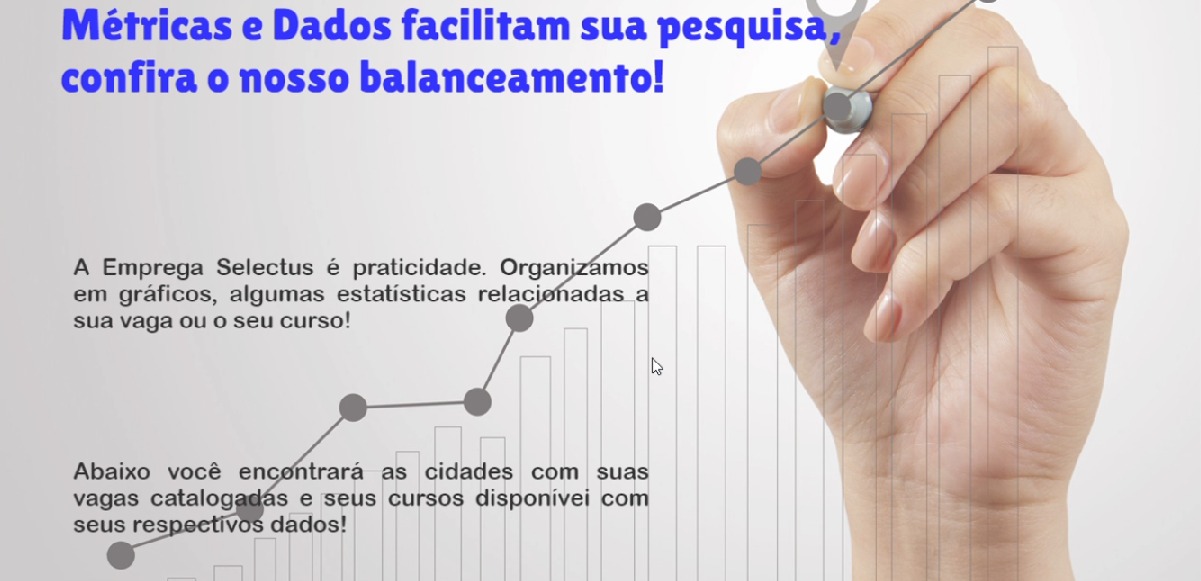 Métricas e Dados facilitam sua pesquisa,
confira o nosso balanceamento!
A Emprega Selectus é praticidade. Organizamos
em gráficos, algumas estatísticas relacionadas a
sua vaga ou o seu curso!
Abaixo você encontrará as cidades com suas
vagas catalogadas e seus cursos disponívei com
seus respectivos dados!